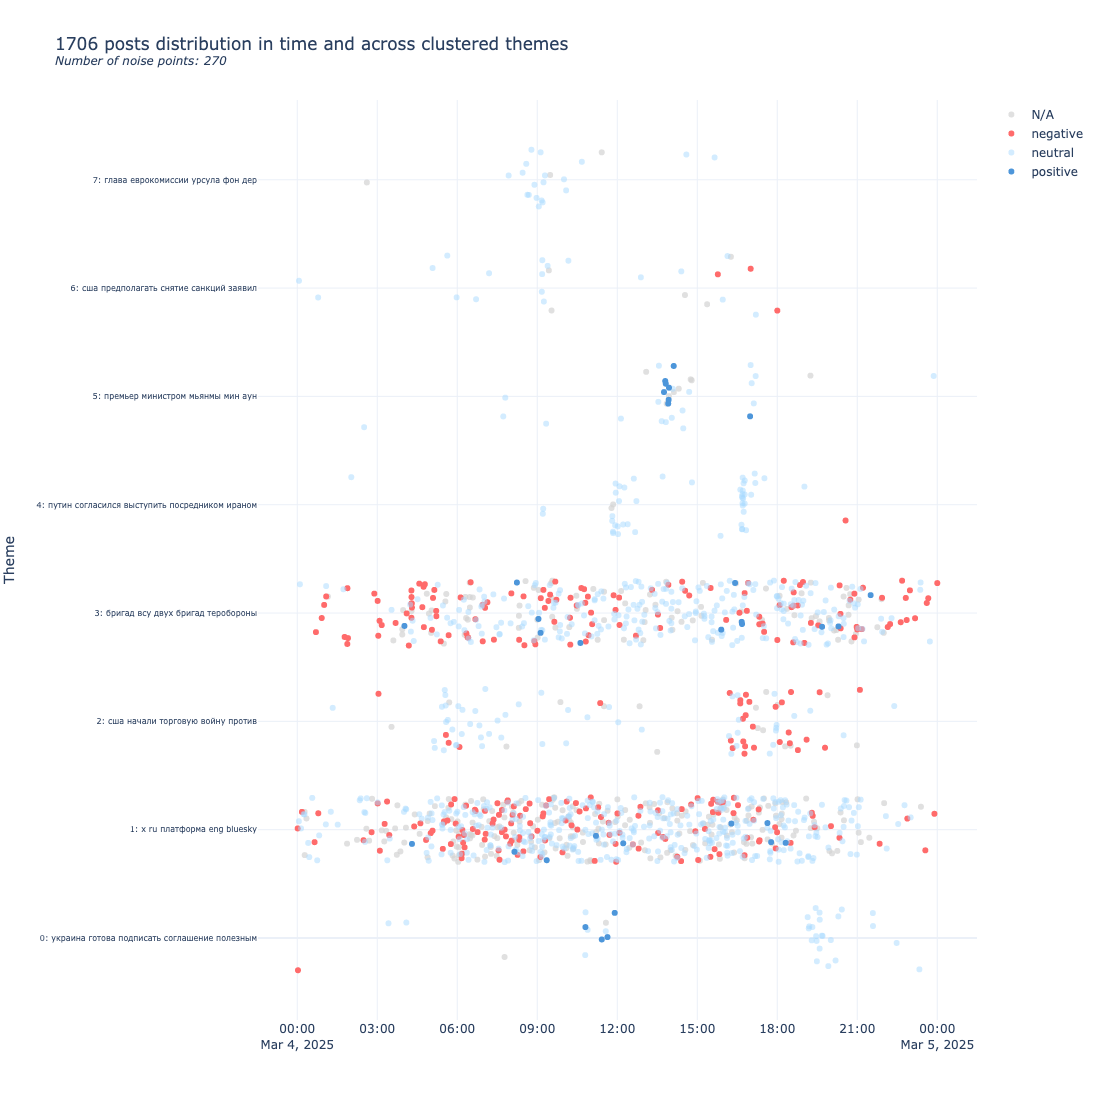 1706 posts distribution in time and across clustered themes
Number of noise points: 270
N/A
negative
neutral
positive
Theme
7: глава еврокомиссии урсула фон дер
6: сша предполагать снятие санкций заявил
5: премьер министром мьянмы мин аун
4: путин согласился выступить посредником ираном
3: бригад всу двух бригад теробороны
2: сша начали торговую войну против
1: x ru платформа eng bluesky
0: украина готова подписать соглашение полезным
00:00 03:00 06:00 09:00 12:00 15:00 18:00 21:00 00:00
Mar 4, 2025 Mar 5, 2025